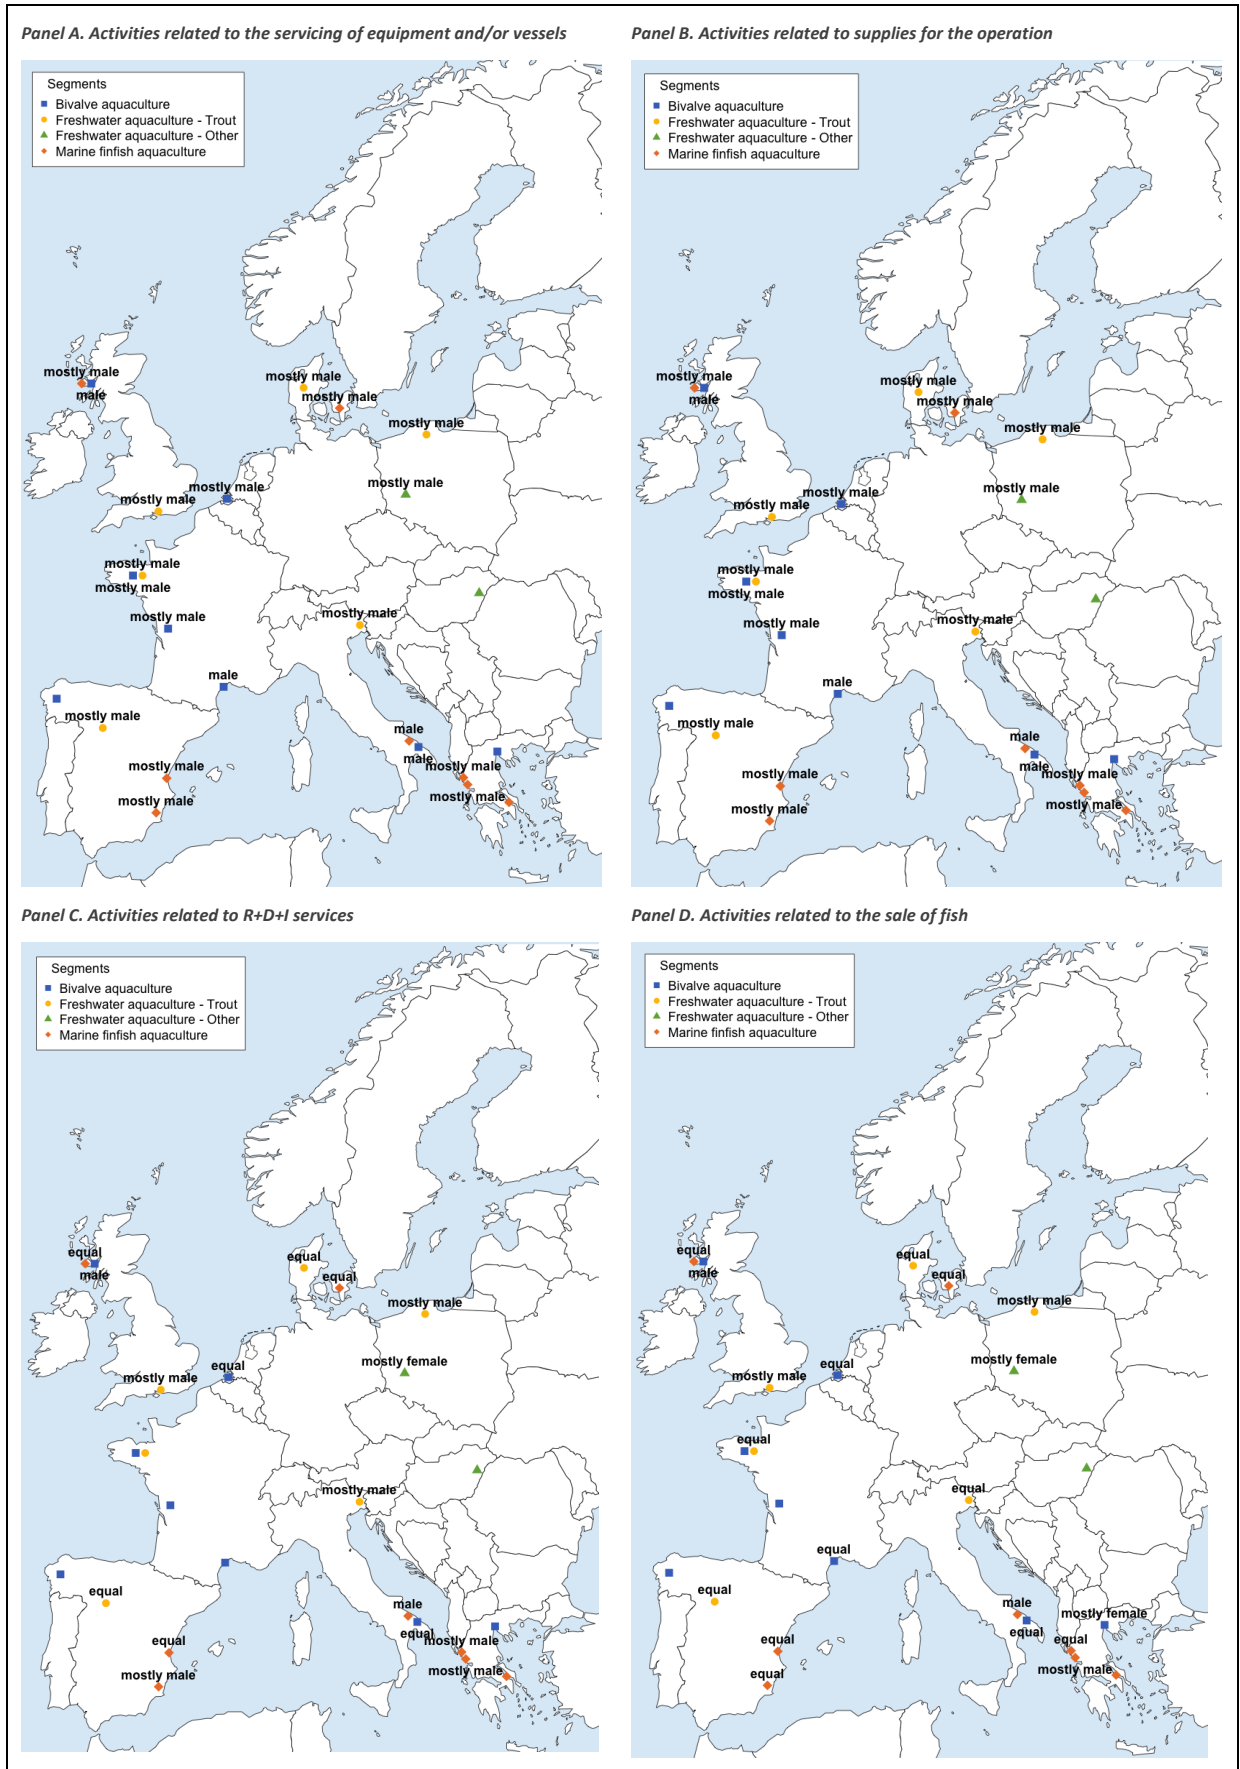 Panel A. Activities related to the servicing of equipment and/or vessels
Segments
Bivalve aquaculture
Freshwater aquaculture - Trout
Freshwater aquaculture - Other
Marine finfish aquaculture
mostly male
male
mostly male
mostly male
mostly male
mostly male
mostly male
mostly male
mostly male
mostly male
mostly male
mostly male
male
mostly male
male
male
mostly male
mostly male
mostly male
mostly male
Panel B. Activities related to supplies for the operation
Segments
Bivalve aquaculture
Freshwater aquaculture - Trout
Freshwater aquaculture - Other
Marine finfish aquaculture
mostly male
male
mostly male
mostly male
mostly male
mostly male
mostly male
mostly male
mostly male
mostly male
mostly male
mostly male
male
mostly male
male
male
mostly male
mostly male
mostly male
mostly male
Panel C. Activities related to R+D+I services
Segments
Bivalve aquaculture
Freshwater aquaculture - Trout
Freshwater aquaculture - Other
Marine finfish aquaculture
equal
male
equal
equal
mostly male
mostly female
equal
mostly male
mostly male
equal
male
equal
mostly male
equal
mostly male
mostly male
Panel D. Activities related to the sale of fish
Segments
Bivalve aquaculture
Freshwater aquaculture - Trout
Freshwater aquaculture - Other
Marine finfish aquaculture
equal
male
equal
equal
mostly male
mostly female
equal
mostly male
equal
equal
equal
equal
male
mostly female
equal
equal
equal
mostly male
equal